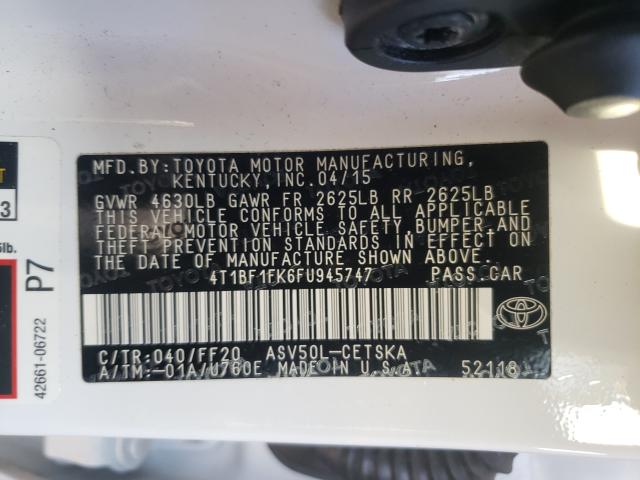 MFD.BY:TOYOTA MOTOR MANUFACTURING,
KENTUCKY,INC.04/15
GVWR 4630LB GAWR FR 2625LB RR-2625LB
THIS VEHICLE CONFORMS TO ALL APPLICABLE
FEDERAL MOTOR VEHICLE SAFETY,BUMPER,AND
THEFT PREVENTION STANDARDS IN EFFECT ON
THE DATE OF MANUFACTURE SHOWN ABOVE.
4T1BF1FK6FU945747 PASS.CAR
C/TR:040/FF20 ASV50L-CETSKA
A/TM:-01A/U760E MADE IN U.S.A 52118
TOYOTA
P7
42661-06722
T
3
lb.